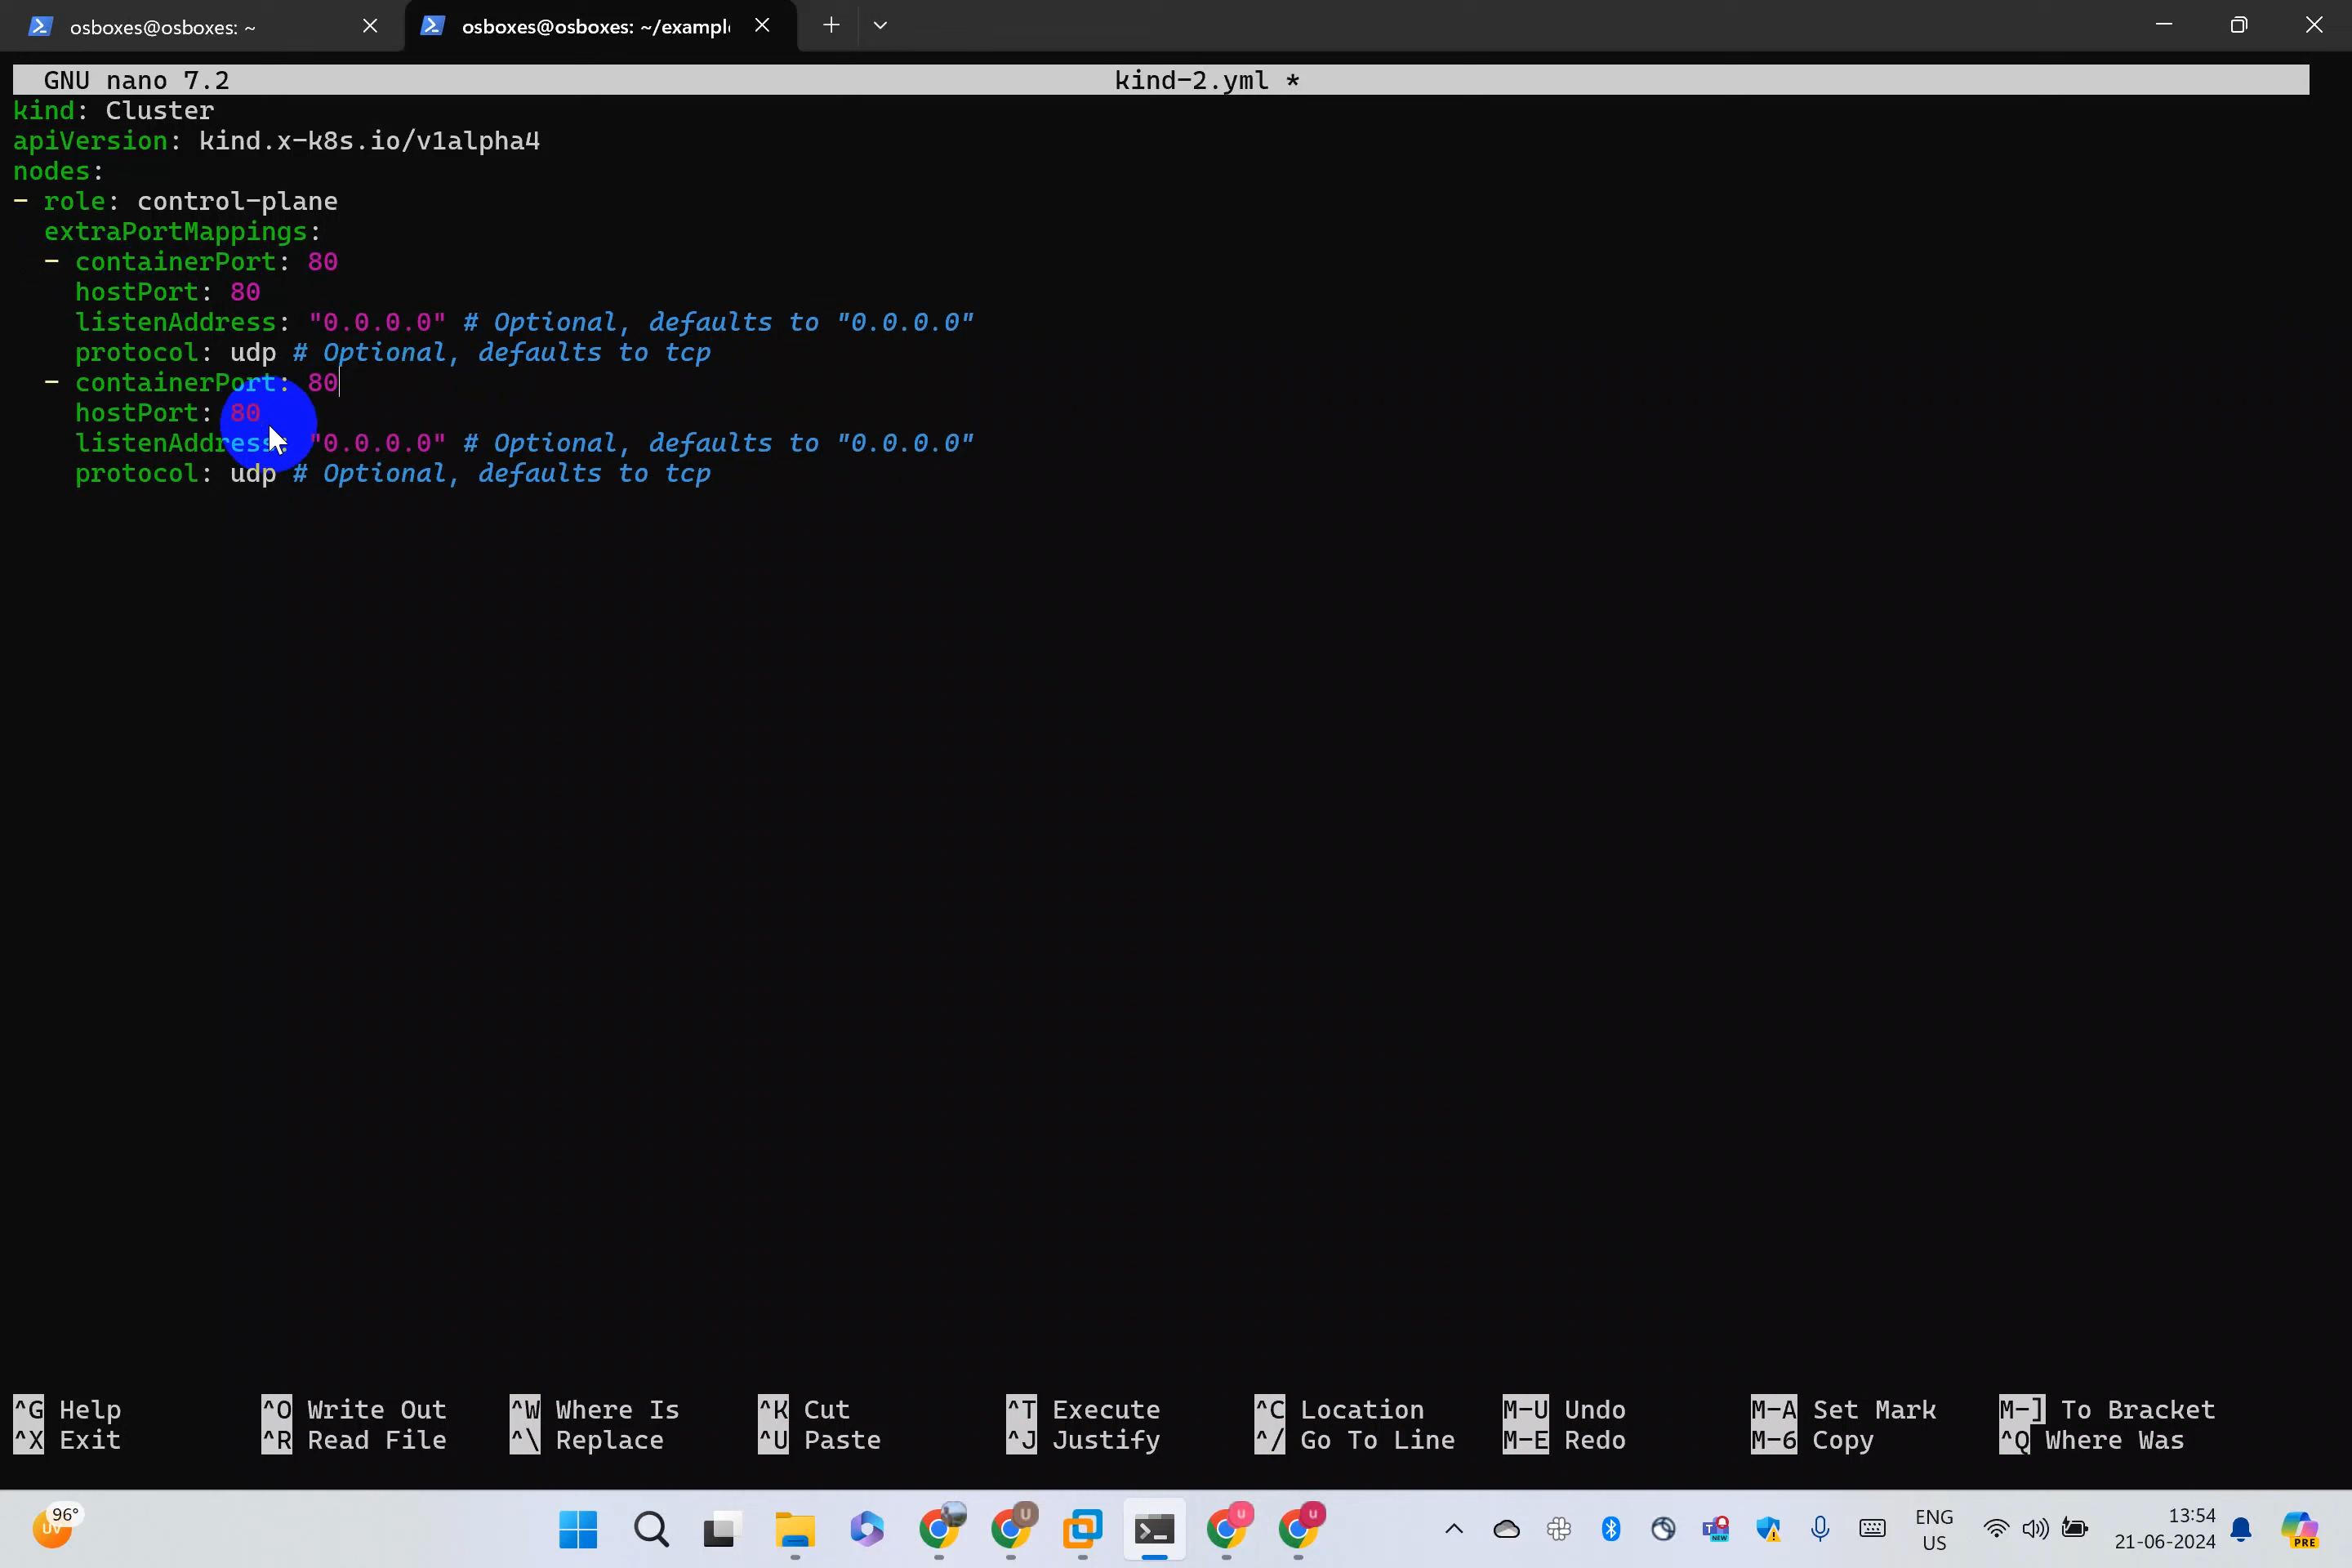 osboxes@osboxes: ~
osboxes@osboxes: ~/exampl
GNU nano 7.2 kind-2.yml *
kind: Cluster
apiVersion: kind.x-k8s.io/v1alpha4
nodes:
- role: control-plane
  extraPortMappings:
  - containerPort: 80
    hostPort: 80
    listenAddress: "0.0.0.0" # Optional, defaults to "0.0.0.0"
    protocol: udp # Optional, defaults to tcp
  - containerPort: 80
    hostPort: 80
    listenAddress: "0.0.0.0" # Optional, defaults to "0.0.0.0"
    protocol: udp # Optional, defaults to tcp
^G Help ^O Write Out ^W Where Is ^K Cut ^T Execute ^C Location M-U Undo M-A Set Mark M-] To Bracket
^X Exit ^R Read File ^\ Replace ^U Paste ^J Justify ^/ Go To Line M-E Redo M-6 Copy ^Q Where Was
96°
UV
U
u
u
T
NEW
ENG
US
13:54
21-06-2024
PRE